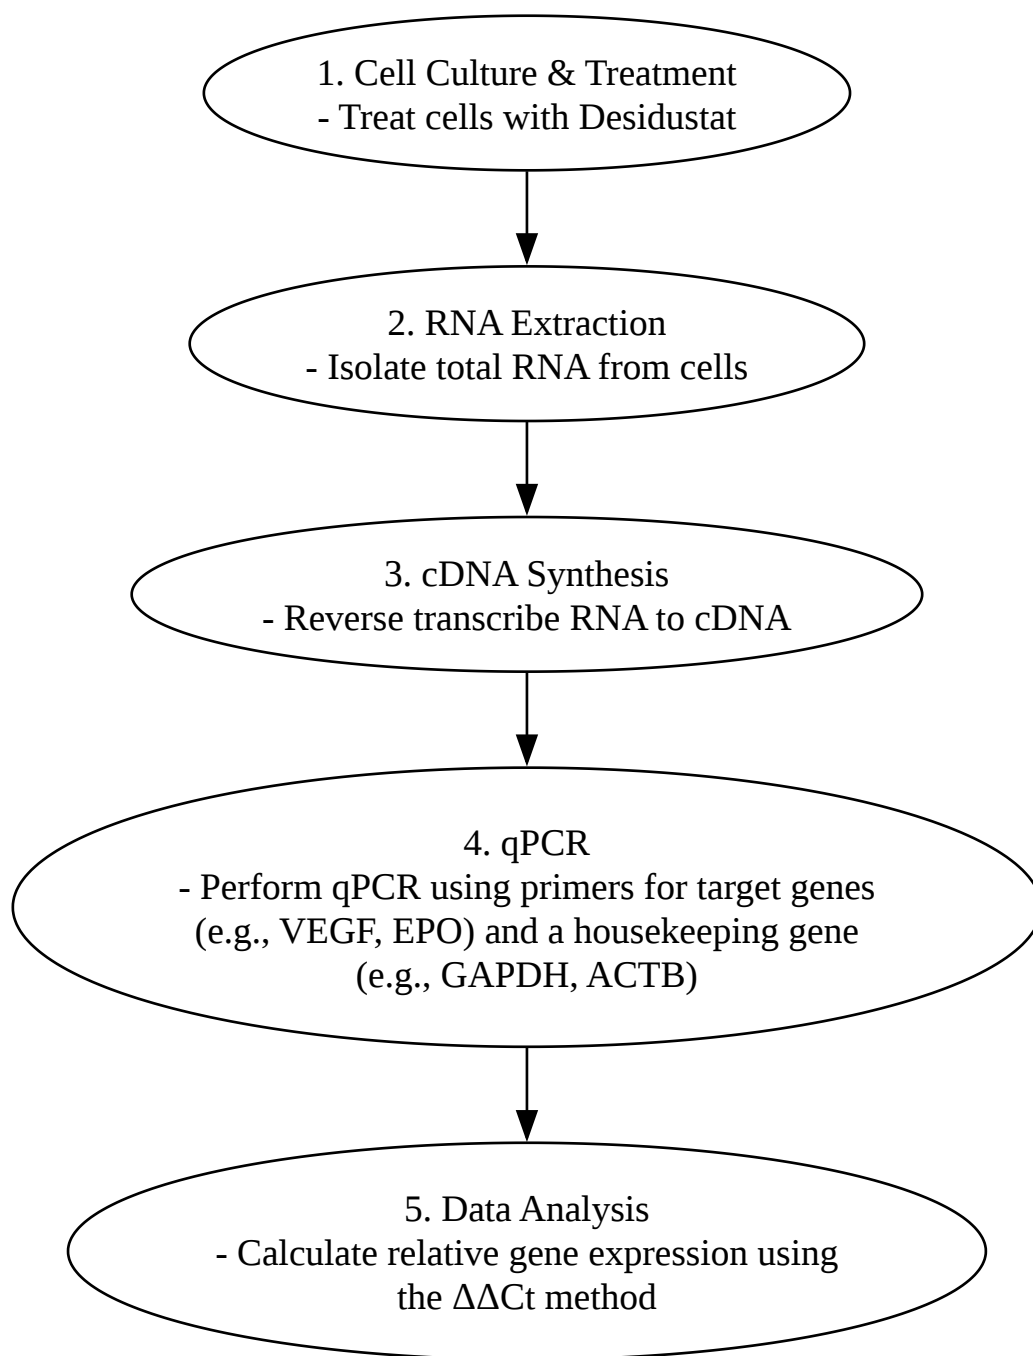 1. Cell Culture & Treatment
- Treat cells with Desidustat
2. RNA Extraction
- Isolate total RNA from cells
3. cDNA Synthesis
- Reverse transcribe RNA to cDNA
4. qPCR
- Perform qPCR using primers for target genes
(e.g., VEGF, EPO) and a housekeeping gene
(e.g., GAPDH, ACTB)
5. Data Analysis
- Calculate relative gene expression using
the ΔΔCt method